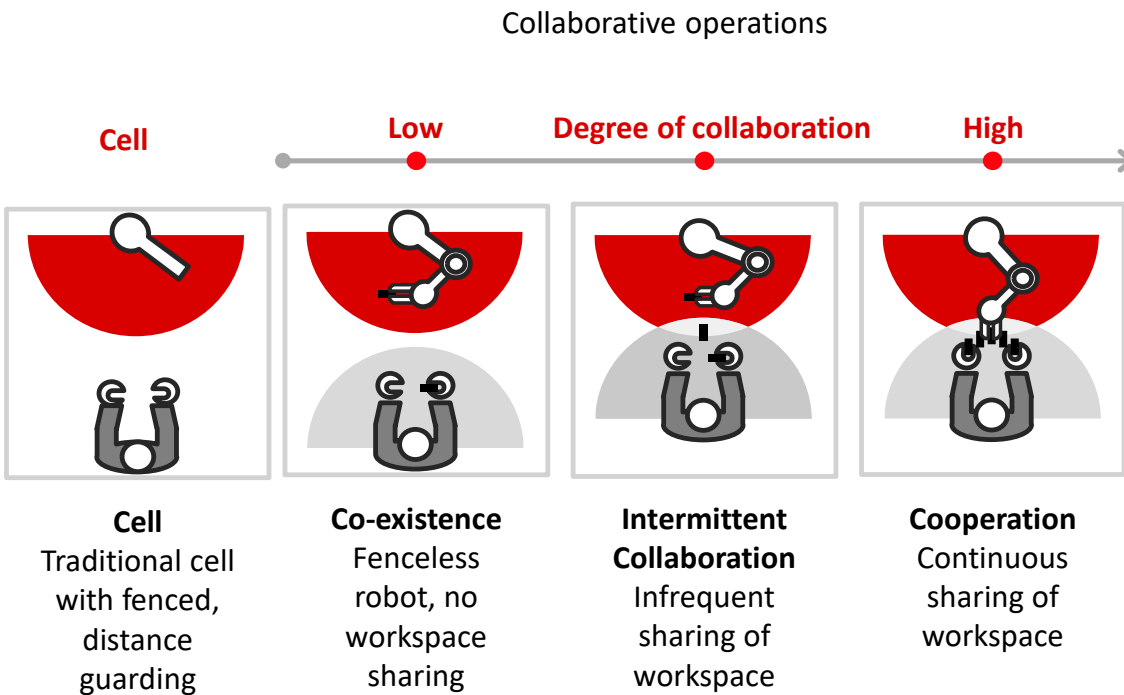 Collaborative operations
Cell
Low
Degree of collaboration
High
Cell
Traditional cell
with fenced,
distance
guarding
Co-existence
Fenceless
robot, no
workspace
sharing
Intermittent
Collaboration
Infrequent
sharing of
workspace
Cooperation
Continuous
sharing of
workspace